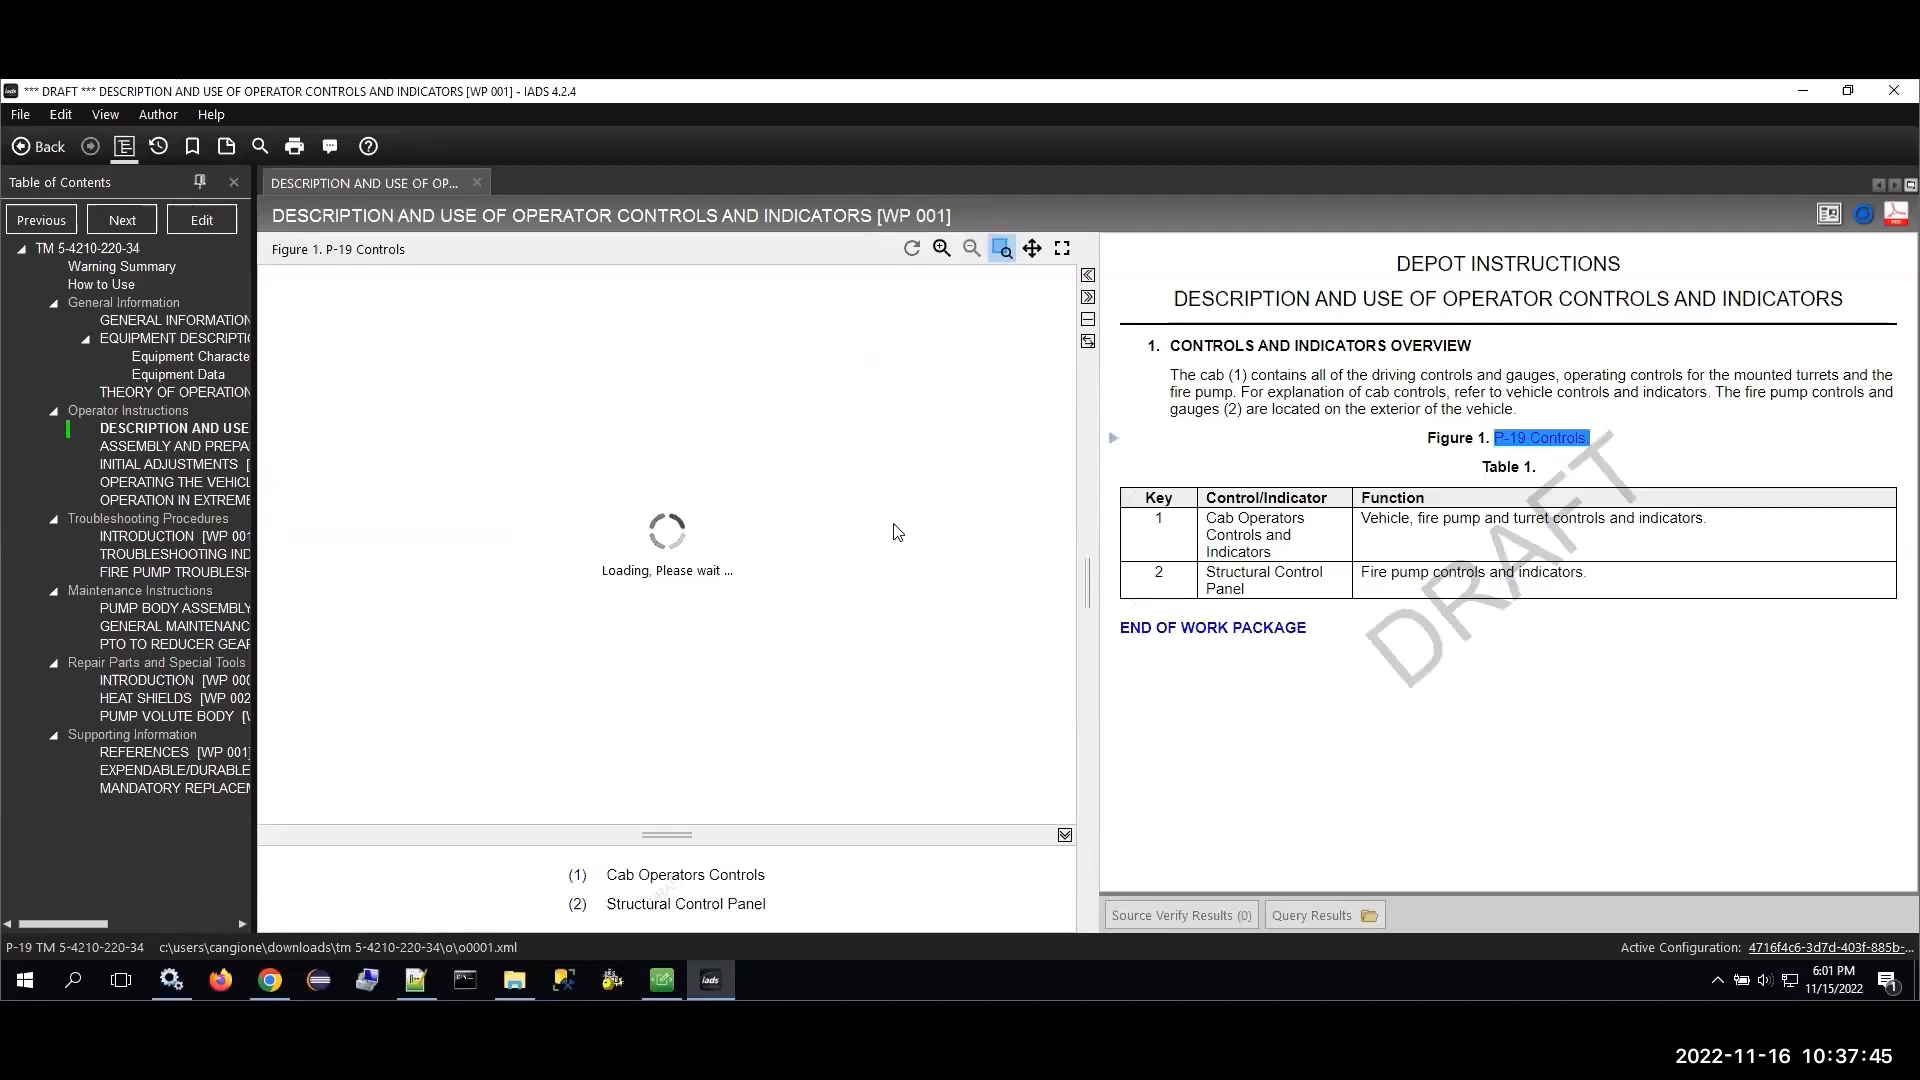 *** DRAFT *** DESCRIPTION AND USE OF OPERATOR CONTROLS AND INDICATORS [WP 001] - IADS 4.2.4
File Edit View Author Help
Back
Table of Contents
Previous Next Edit
TM 5-4210-220-34
Warning Summary
How to Use
General Information
GENERAL INFORMATION
EQUIPMENT DESCRIPTI
Equipment Characte
Equipment Data
THEORY OF OPERATION
Operator Instructions
DESCRIPTION AND USE
ASSEMBLY AND PREPA
INITIAL ADJUSTMENTS [
OPERATING THE VEHICL
OPERATION IN EXTREME
Troubleshooting Procedures
INTRODUCTION [WP 001
TROUBLESHOOTING IND
FIRE PUMP TROUBLESH
Maintenance Instructions
PUMP BODY ASSEMBLY
GENERAL MAINTENANC
PTO TO REDUCER GEAR
Repair Parts and Special Tools
INTRODUCTION [WP 000
HEAT SHIELDS [WP 002
PUMP VOLUTE BODY [W
Supporting Information
REFERENCES [WP 001]
EXPENDABLE/DURABLE
MANDATORY REPLACEM
DESCRIPTION AND USE OF OP...
DESCRIPTION AND USE OF OPERATOR CONTROLS AND INDICATORS [WP 001]
Figure 1. P-19 Controls
Loading, Please wait ...
(1) Cab Operators Controls
(2) Structural Control Panel
DEPOT INSTRUCTIONS
DESCRIPTION AND USE OF OPERATOR CONTROLS AND INDICATORS
1. CONTROLS AND INDICATORS OVERVIEW
The cab (1) contains all of the driving controls and gauges, operating controls for the mounted turrets and the
fire pump. For explanation of cab controls, refer to vehicle controls and indicators. The fire pump controls and
gauges (2) are located on the exterior of the vehicle.
Figure 1. P-19 Controls.
Table 1.
Key Control/Indicator Function
1 Cab Operators Controls and Indicators Vehicle, fire pump and turret controls and indicators.
2 Structural Control Panel Fire pump controls and indicators.
END OF WORK PACKAGE
DRAFT
Source Verify Results (0) Query Results
P-19 TM 5-4210-220-34 c:\users\cangione\downloads\tm 5-4210-220-34\o\o0001.xml
Active Configuration: 4716f4c6-3d7d-403f-885b-...
iads
6:01 PM
11/15/2022
1
2022-11-16 10:37:45